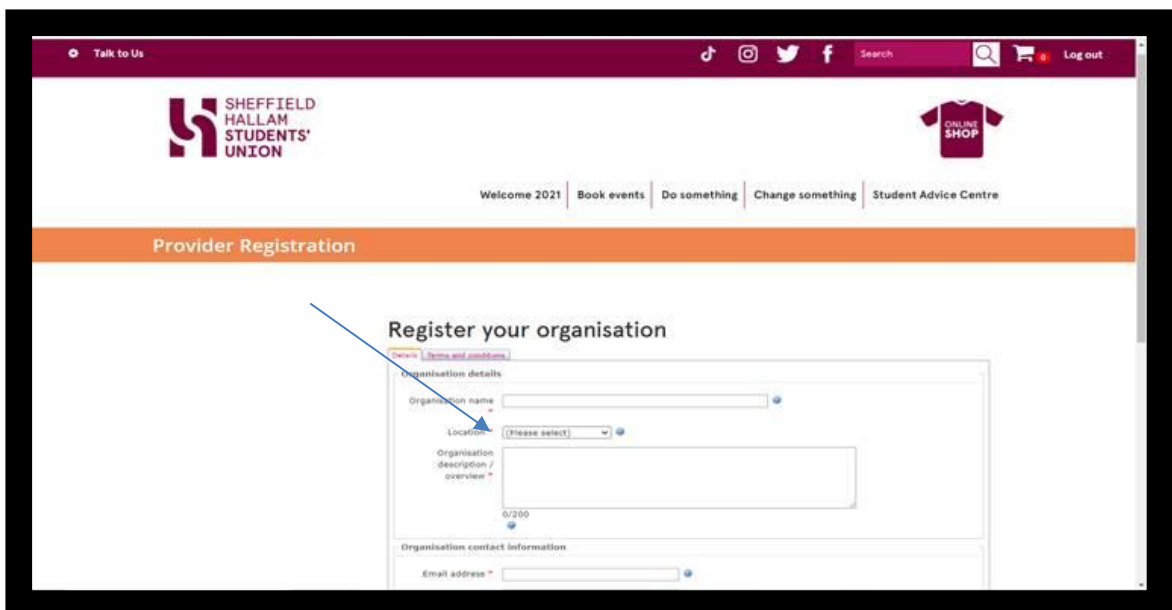 Talk to Us
Search
0
Log out
SHEFFIELD
HALLAM
STUDENTS'
UNION
ONLINE
SHOP
Welcome 2021
Book events
Do something
Change something
Student Advice Centre
Provider Registration
Register your organisation
Details
Terms and conditions
Organisation details
Organisation name
*
Location *
(Please select)
Organisation
description /
overview *
0/200
Organisation contact information
Email address *